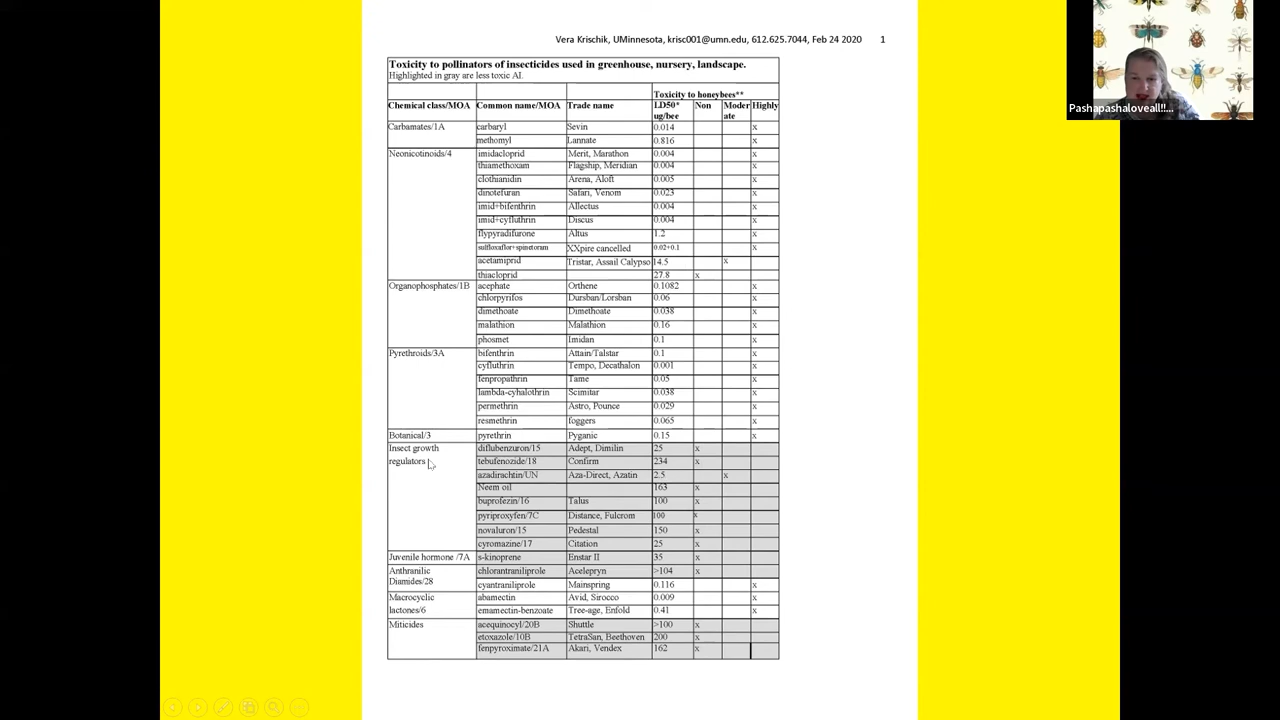 Vera Krischik, UMinnesota, krisc001@umn.edu, 612.625.7044, Feb 24 2020 1
Pashapashaloveall!!...
Toxicity to pollinators of insecticides used in greenhouse, nursery, landscape.
Highlighted in gray are less toxic AI.
Toxicity to honeybees**
Chemical class/MOA Common name/MOA Trade name LD50* ug/bee Non Moder ate Highly
Carbamates/1A carbaryl Sevin 0.014 x
methomyl Lannate 0.816 x
Neonicotinoids/4 imidacloprid Merit, Marathon 0.004 x
thiamethoxam Flagship, Meridian 0.004 x
clothianidin Arena, Aloft 0.005 x
dinotefuran Safari, Venom 0.023 x
imid+bifenthrin Allectus 0.004 x
imid+cyfluthrin Discus 0.004 x
flypyradifurone Altus 1.2 x
sulfloxaflor+spinetoram XXpire cancelled 0.02+0.1 x
acetamiprid Tristar, Assail Calypso 14.5 x
thiacloprid 27.8 x
Organophosphates/1B acephate Orthene 0.1082 x
chlorpyrifos Dursban/Lorsban 0.06 x
dimethoate Dimethoate 0.038 x
malathion Malathion 0.16 x
phosmet Imidan 0.1 x
Pyrethroids/3A bifenthrin Attain/Talstar 0.1 x
cyfluthrin Tempo, Decathalon 0.001 x
fenpropathrin Tame 0.05 x
lambda-cyhalothrin Scimitar 0.038 x
permethrin Astro, Pounce 0.029 x
resmethrin foggers 0.065 x
Botanical/3 pyrethrin Pyganic 0.15 x
Insect growth diflubenzuron/15 Adept, Dimilin 25 x
regulators tebufenozide/18 Confirm 234 x
azadirachtin/UN Aza-Direct, Azatin 2.5 x
Neem oil 163 x
buprofezin/16 Talus 100 x
pyriproxyfen/7C Distance, Fulcrom 100 x
novaluron/15 Pedestal 150 x
cyromazine/17 Citation 25 x
Juvenile hormone /7A s-kinoprene Enstar II 35 x
Anthranilic Diamides/28 chlorantraniliprole Acelepryn >104 x
cyantraniliprole Mainspring 0.116 x
Macrocyclic abamectin Avid, Sirocco 0.009 x
lactones/6 emamectin-benzoate Tree-age, Enfold 0.41 x
Miticides acequinocyl/20B Shuttle >100 x
etoxazole/10B TetraSan, Beethoven 200 x
fenpyroximate/21A Akari, Vendex 162 x